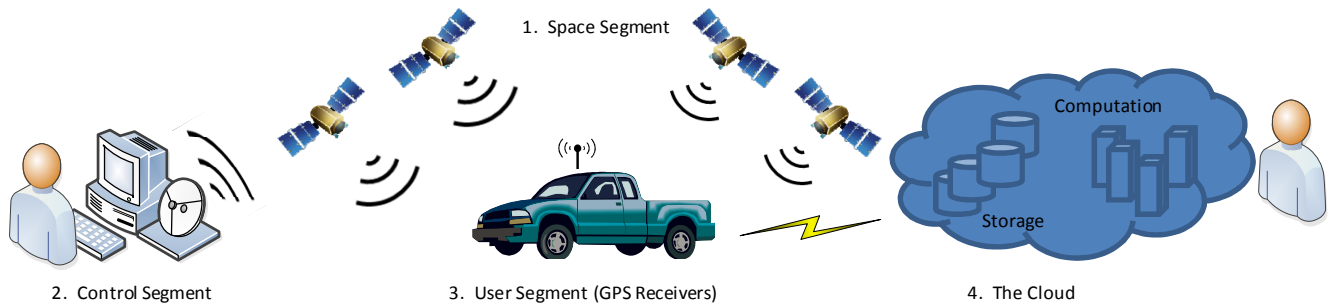 1. Space Segment
Computation
Storage
2. Control Segment
3. User Segment (GPS Receivers)
4. The Cloud